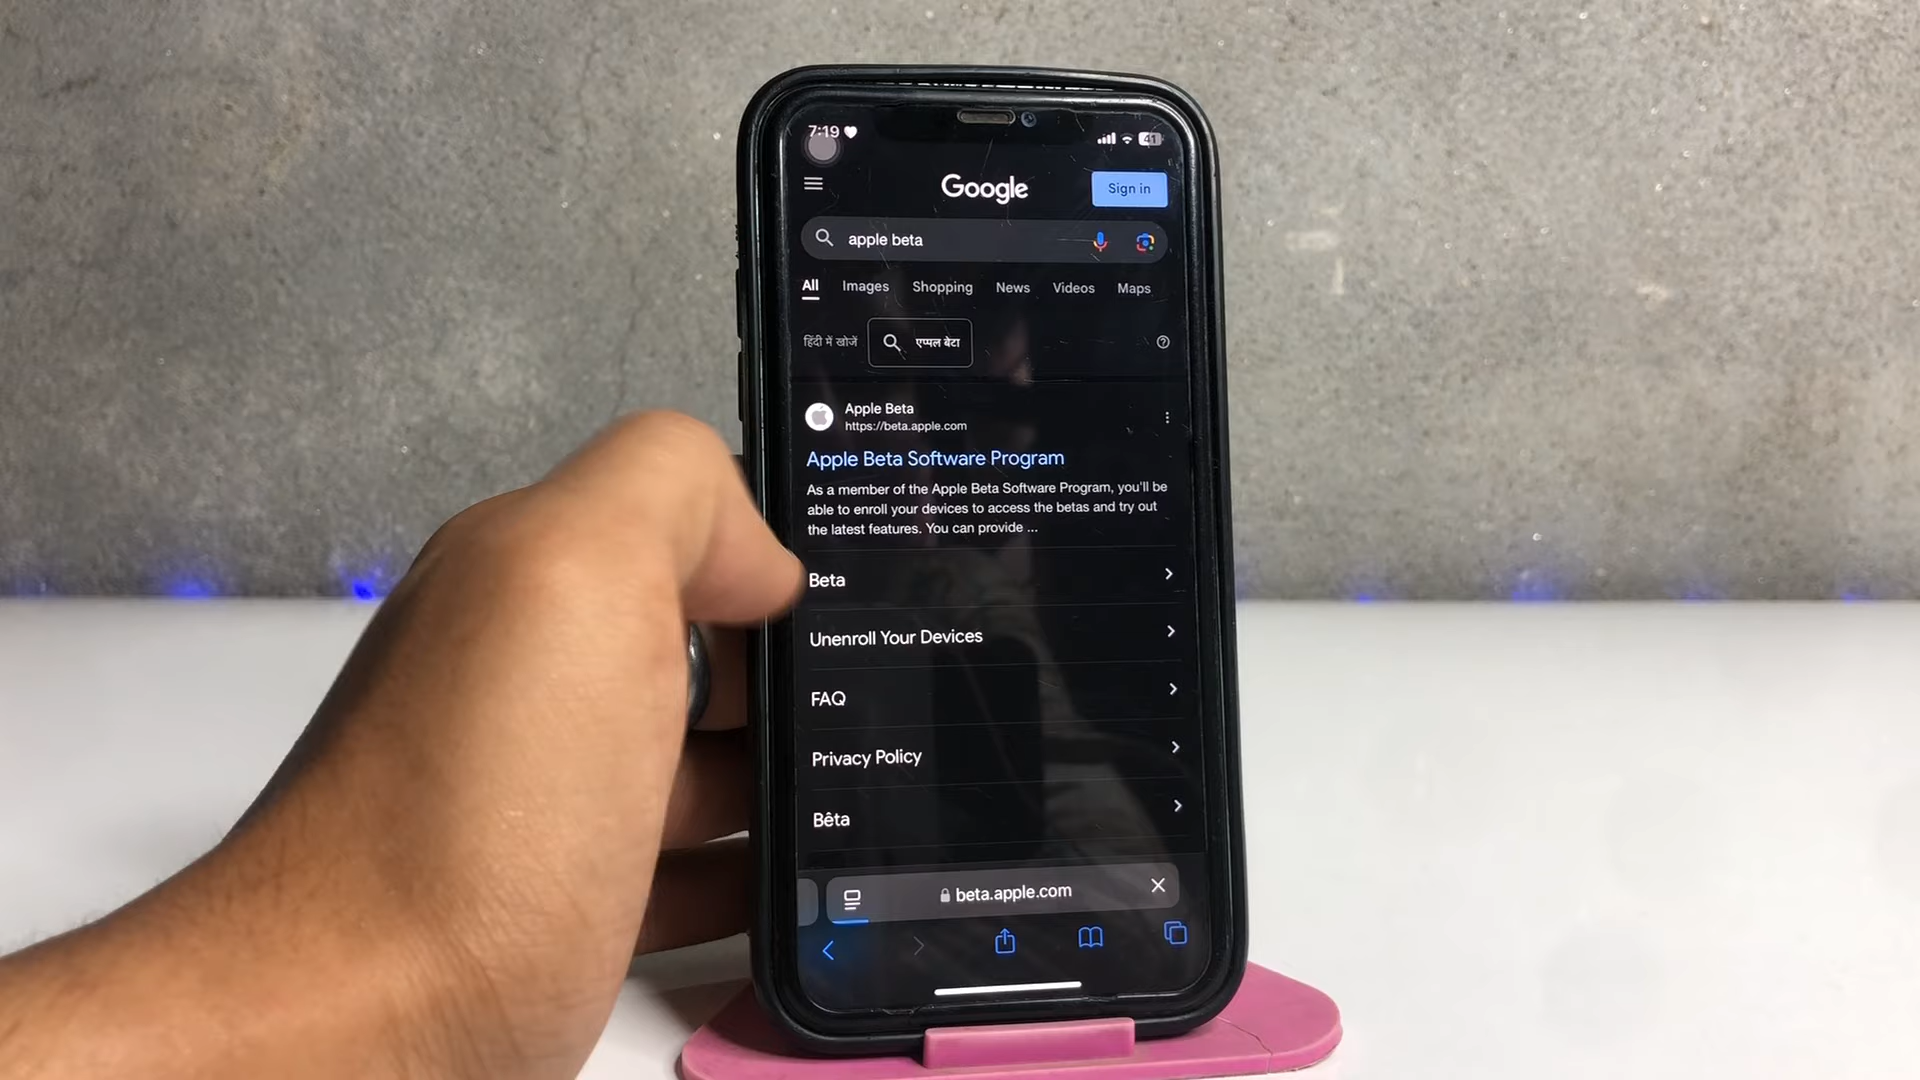 7:19
41
Google
Sign in
apple beta
All Images Shopping News Videos Maps
हिंदी में खोजें एप्पल बेटा
Apple Beta
https://beta.apple.com
Apple Beta Software Program
As a member of the Apple Beta Software Program, you'll be
able to enroll your devices to access the betas and try out
the latest features. You can provide ...
Beta
Unenroll Your Devices
FAQ
Privacy Policy
Bêta
beta.apple.com